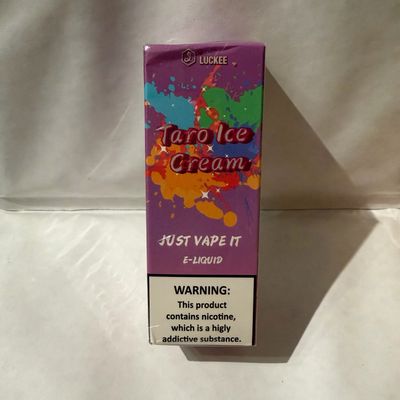 LUCKEE
Taro Ice
Cream
JUST VAPE IT
E-LIQUID
WARNING:
This product
contains nicotine,
which is a higly
addictive substance.